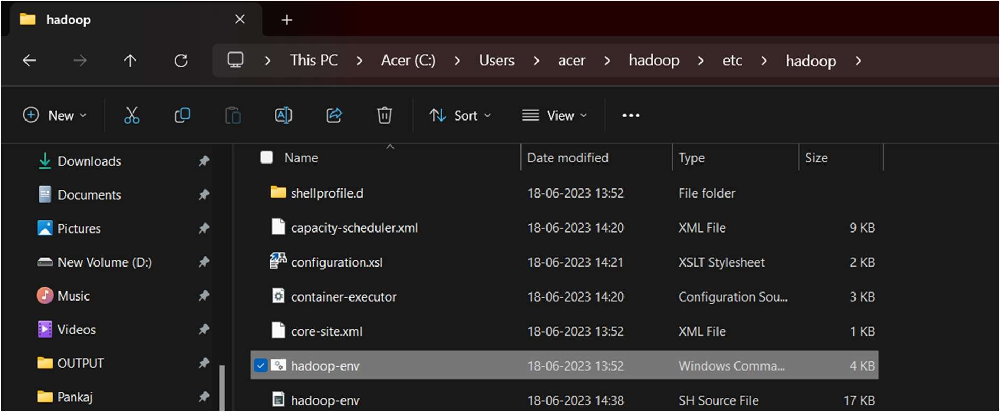 hadoop
This PC > Acer (C:) > Users > acer > hadoop > etc > hadoop >
New Sort View
Downloads
Documents
Pictures
New Volume (D:)
Music
Videos
OUTPUT
Pankaj
Name Date modified Type Size
shellprofile.d 18-06-2023 13:52 File folder
capacity-scheduler.xml 18-06-2023 14:20 XML File 9 KB
configuration.xsl 18-06-2023 14:21 XSLT Stylesheet 2 KB
container-executor 18-06-2023 14:20 Configuration Sou... 3 KB
core-site.xml 18-06-2023 13:52 XML File 1 KB
hadoop-env 18-06-2023 13:52 Windows Comma... 4 KB
hadoop-env 18-06-2023 14:38 SH Source File 17 KB